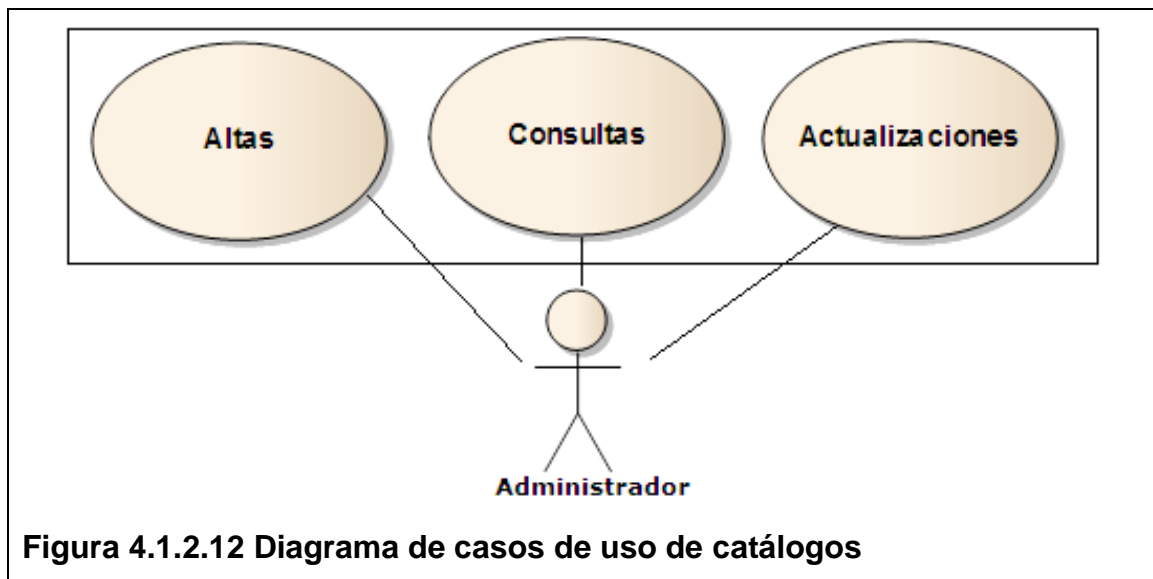 Altas
Consultas
Actualizaciones
Administrador
Figura 4.1.2.12 Diagrama de casos de uso de catálogos